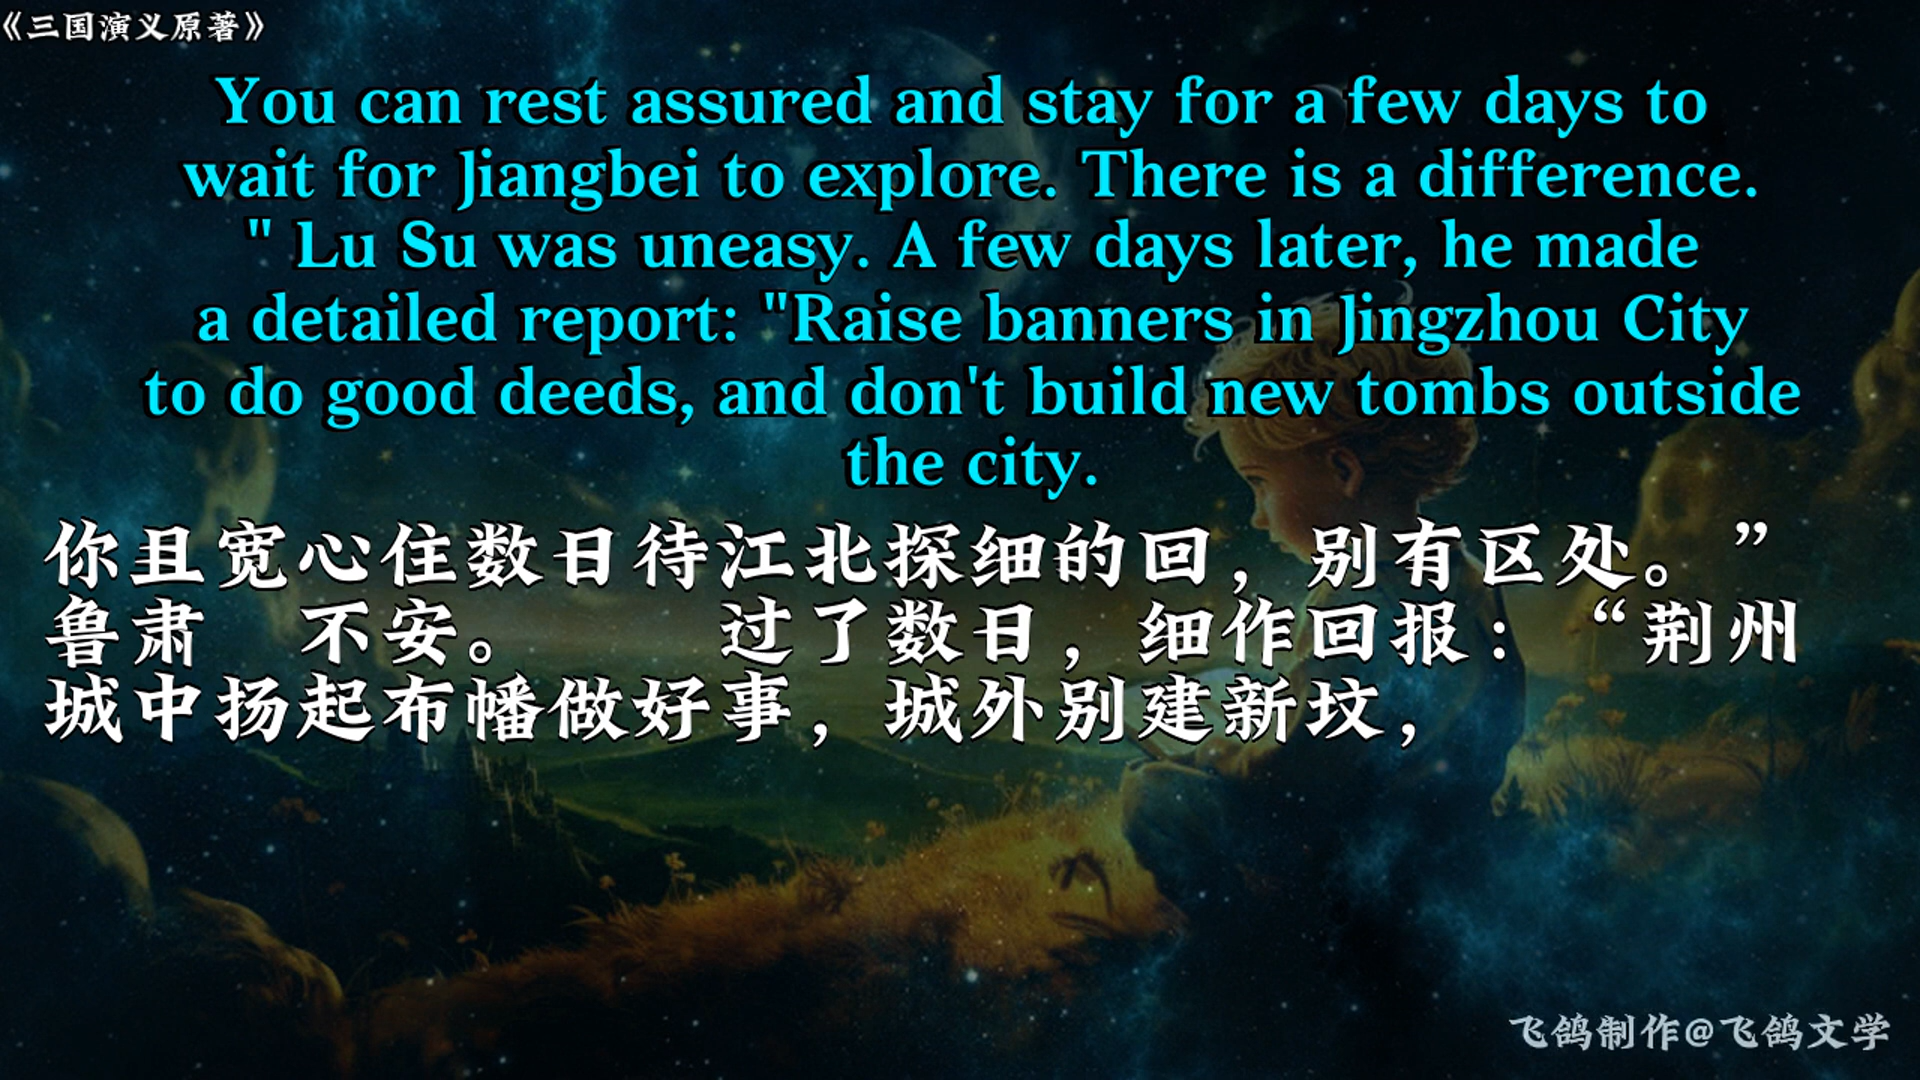 《三国演义原著》
You can rest assured and stay for a few days to
wait for Jiangbei to explore. There is a difference.
" Lu Su was uneasy. A few days later, he made
a detailed report: "Raise banners in Jingzhou City
to do good deeds, and don't build new tombs outside
the city.
你且宽心住数日待江北探细的回，别有区处。”
鲁肃 不安。 过了数日，细作回报：“荆州
城中扬起布幡做好事，城外别建新坟，
飞鸽制作@飞鸽文学